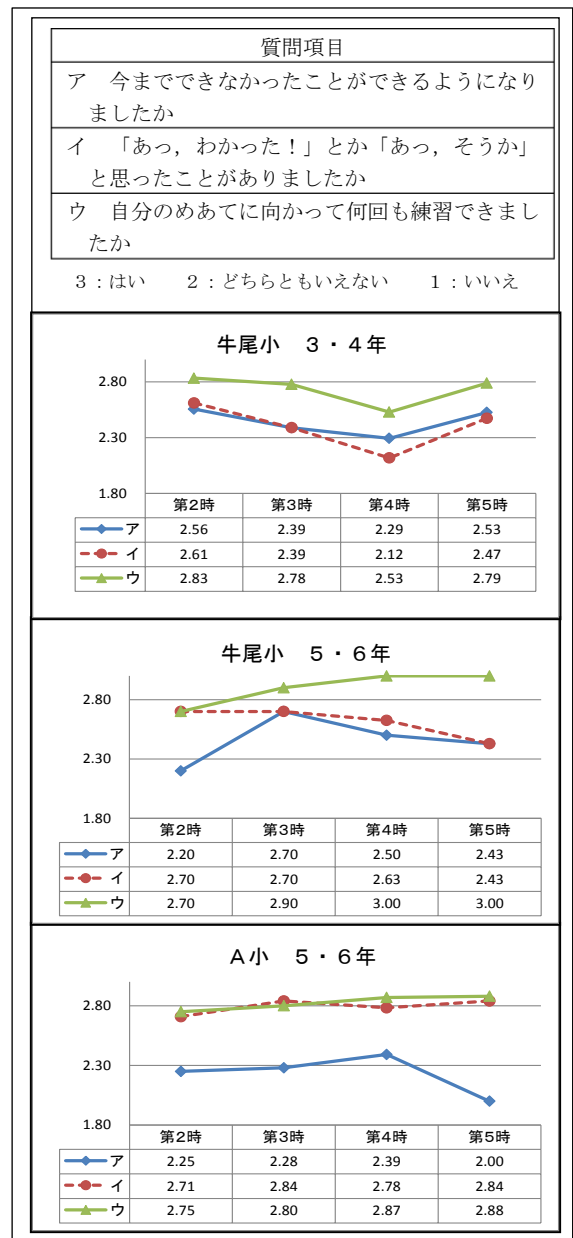 質問項目
ア 今までできなかったことができるようになり
ましたか
イ 「あっ，わかった！」とか「あっ，そうか」
と思ったことがありましたか
ウ 自分のめあてに向かって何回も練習できまし
たか
3：はい 2：どちらともいえない 1：いいえ
牛尾小 3・4年
2.80
2.30
1.80
第2時 第3時 第4時 第5時
ア 2.56 2.39 2.29 2.53
イ 2.61 2.39 2.12 2.47
ウ 2.83 2.78 2.53 2.79
牛尾小 5・6年
2.80
2.30
1.80
第2時 第3時 第4時 第5時
ア 2.20 2.70 2.50 2.43
イ 2.70 2.70 2.63 2.43
ウ 2.70 2.90 3.00 3.00
A小 5・6年
2.80
2.30
1.80
第2時 第3時 第4時 第5時
ア 2.25 2.28 2.39 2.00
イ 2.71 2.84 2.78 2.84
ウ 2.75 2.80 2.87 2.88